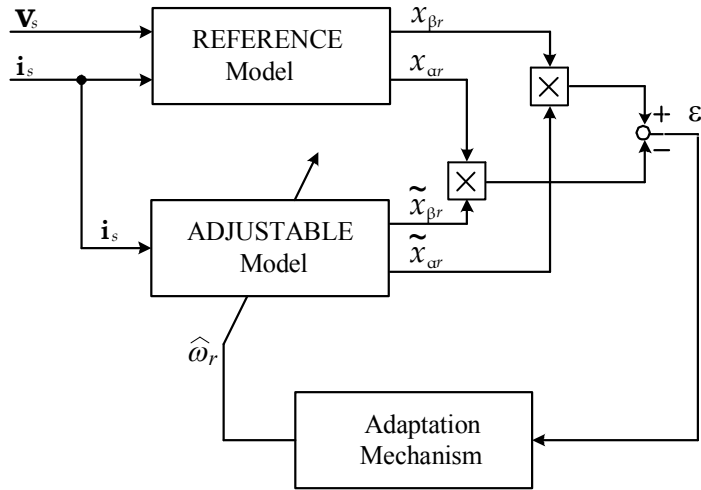 v_s
REFERENCE
Model
x_βr
i_s
x_αr
×
+
ε
−
×
ADJUSTABLE
Model
x̃_βr
i_s
x̃_αr
ω̂_r
Adaptation
Mechanism